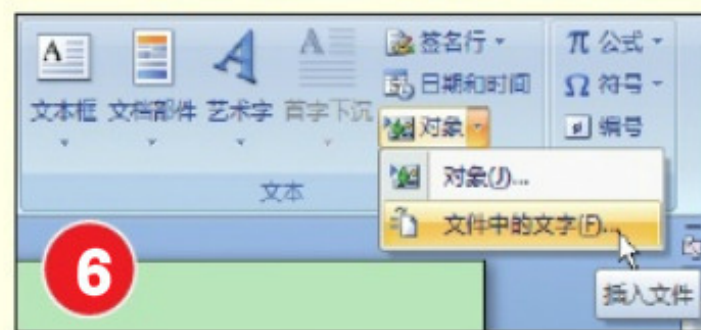 签名行
π 公式
日期和时间
Ω 符号
文本框 文档部件 艺术字 首字下沉
对象
编号
文本
对象(J)...
文件中的文字(F)...
插入文件
6